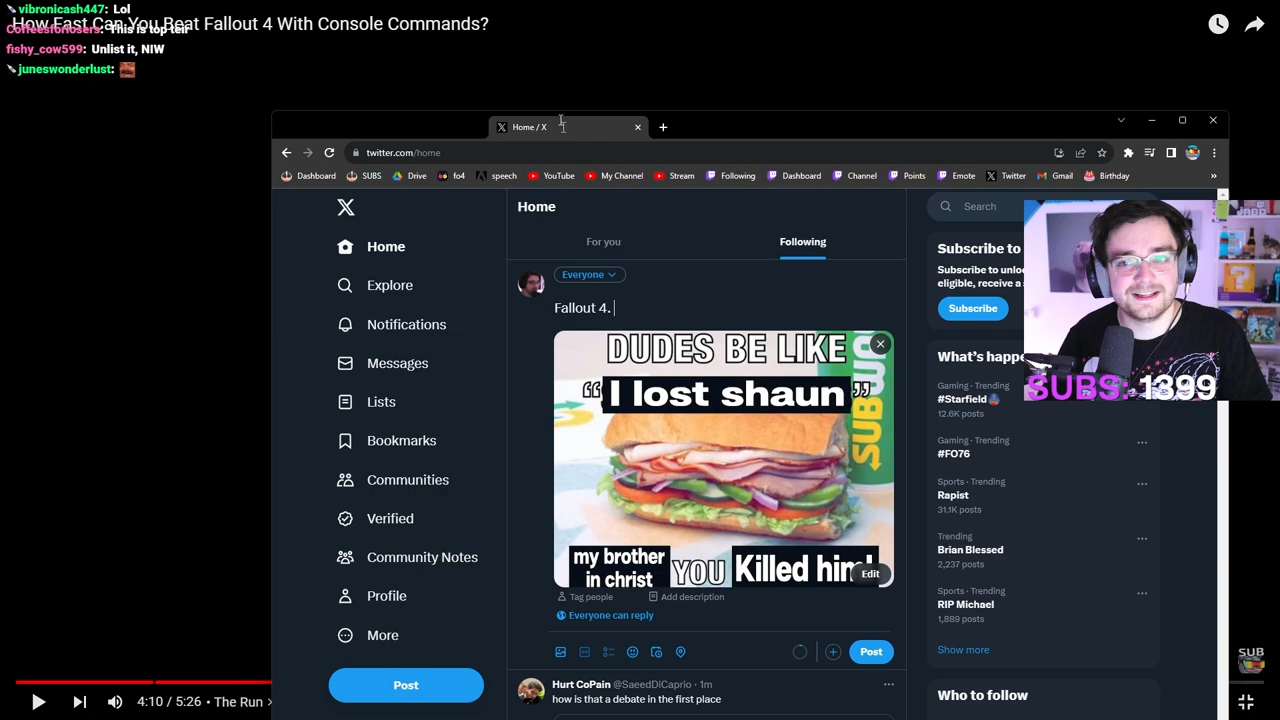 vibronicash447: Lol
How Fast Can You Beat Fallout 4 With Console Commands?
Coffeesforlosers: This is top teir
fishy_cow599: Unlist it, NIW
juneswonderlust:
Home / X
twitter.com/home
Dashboard SUBS Drive fo4 speech YouTube My Channel Stream Following Dashboard Channel Points Emote Twitter Gmail Birthday »
Home
Explore
Notifications
Messages
Lists
Bookmarks
Communities
Verified
Community Notes
Profile
More
Post
Home
For you Following
Everyone
Fallout 4.
DUDES BE LIKE
“I lost shaun”
SUBW
my brother
in christ YOU Killed him!
Edit
Tag people Add description
Everyone can reply
Post
Hurt CoPain @SaeedDiCaprio · 1m
how is that a debate in the first place
Search
Subscribe to
Subscribe to
eligible, receive a
Subscribe
What's happe
SUBS: 1399
Gaming · Trending
#Starfield
12.6K posts
Gaming · Trending
#FO76
Sports · Trending
Rapist
31.1K posts
Trending
Brian Blessed
2,237 posts
Sports · Trending
RIP Michael
1,889 posts
Show more
Who to follow
SUB
4:10 / 5:26 • The Run